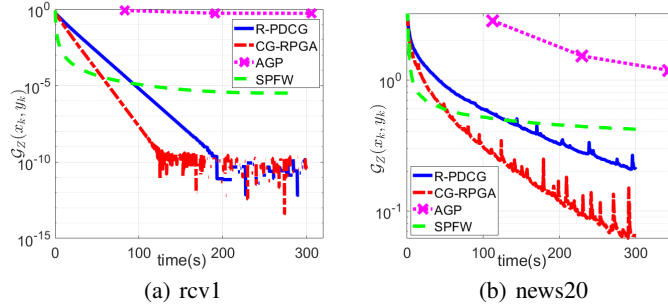 10^0
10^-5
10^-10
10^-15
G_Z(x_k, y_k)
R-PDCG
CG-RPGA
AGP
SPFW
0 100 200 300
time(s)
(a) rcv1
10^0
10^-1
G_Z(x_k, y_k)
R-PDCG
CG-RPGA
AGP
SPFW
0 100 200 300
time(s)
(b) news20